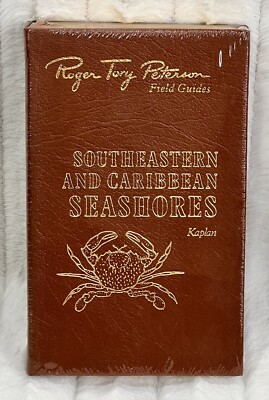 Roger Tory Peterson
Field Guides
SOUTHEASTERN
AND CARIBBEAN
SEASHORES
Kaplan